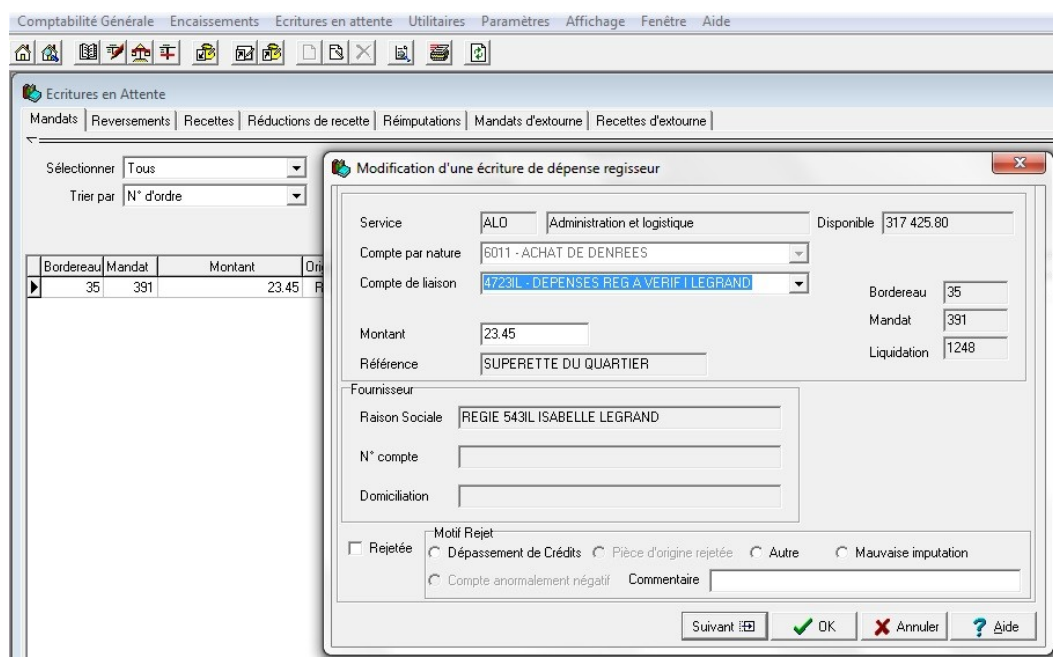 Comptabilité Générale Encaissements Ecritures en attente Utilitaires Paramètres Affichage Fenêtre Aide
Ecritures en Attente
Mandats Reversements Recettes Réductions de recette Réimputations Mandats d'extourne Recettes d'extourne
Sélectionner Tous
Trier par N° d'ordre
Bordereau Mandat Montant Ori
35 391 23.45 R
Modification d'une écriture de dépense regisseur
Service ALO Administration et logistique Disponible 317 425.80
Compte par nature 6011 - ACHAT DE DENREES
Compte de liaison 4723IL - DEPENSES REG A VERIF I LEGRAND
Bordereau 35
Mandat 391
Montant 23.45
Liquidation 1248
Référence SUPERETTE DU QUARTIER
Fournisseur
Raison Sociale REGIE 543IL ISABELLE LEGRAND
N° compte
Domiciliation
Motif Rejet
Rejetée Dépassement de Crédits Pièce d'origine rejetée Autre Mauvaise imputation
Compte anormalement négatif Commentaire
Suivant OK Annuler Aide